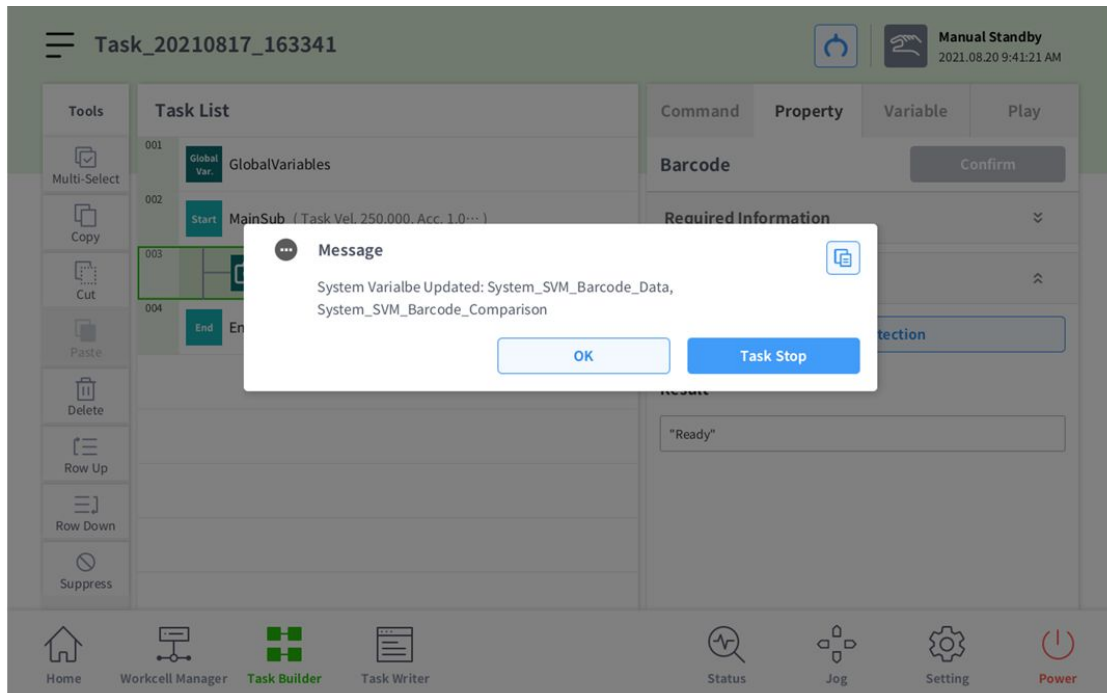 Task_20210817_163341
Manual Standby
2021.08.20 9:41:21 AM
Tools
Multi-Select
Copy
Cut
Paste
Delete
Row Up
Row Down
Suppress
Task List
001
Global Var.
GlobalVariables
002
Start
MainSub ( Task Vel. 250.000, Acc. 1.0··· )
003
004
End
Command
Property
Variable
Play
Barcode
Confirm
Required Information
Message
System Varialbe Updated: System_SVM_Barcode_Data,
System_SVM_Barcode_Comparison
OK
Task Stop
Result
"Ready"
Home
Workcell Manager
Task Builder
Task Writer
Status
Jog
Setting
Power